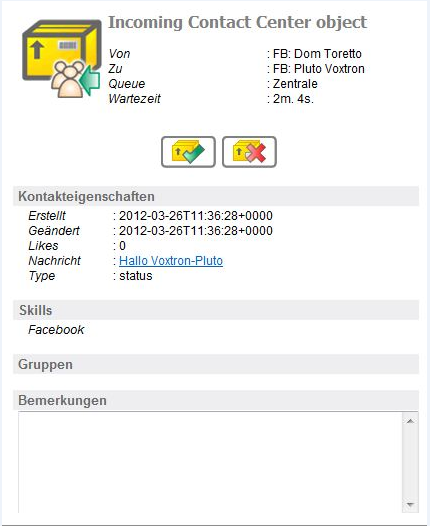 Incoming Contact Center object
Von : FB: Dom Toretto
Zu : FB: Pluto Voxtron
Queue : Zentrale
Wartezeit : 2m. 4s.
Kontakteigenschaften
Erstellt : 2012-03-26T11:36:28+0000
Geändert : 2012-03-26T11:36:28+0000
Likes : 0
Nachricht : Hallo Voxtron-Pluto
Type : status
Skills
Facebook
Gruppen
Bemerkungen